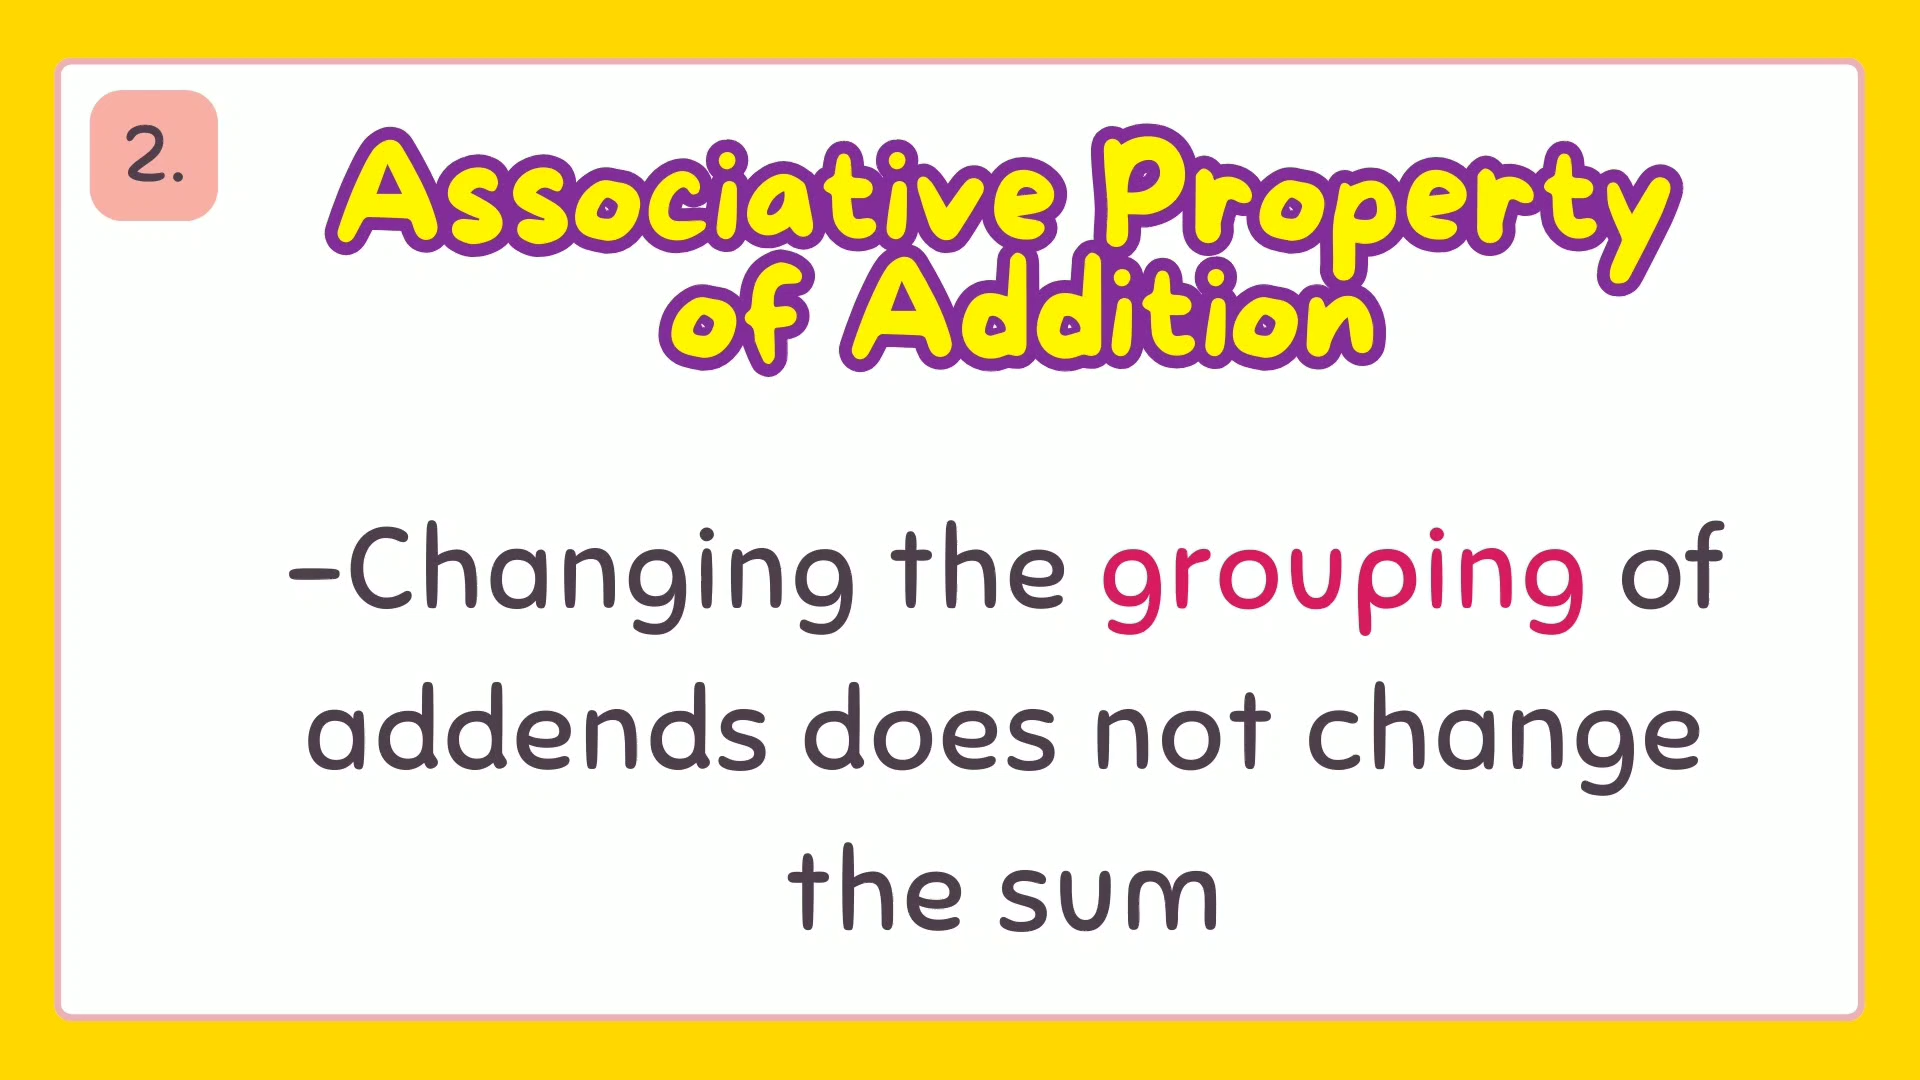 2.
Associative Property
of Addition
-Changing the grouping of
addends does not change
the sum